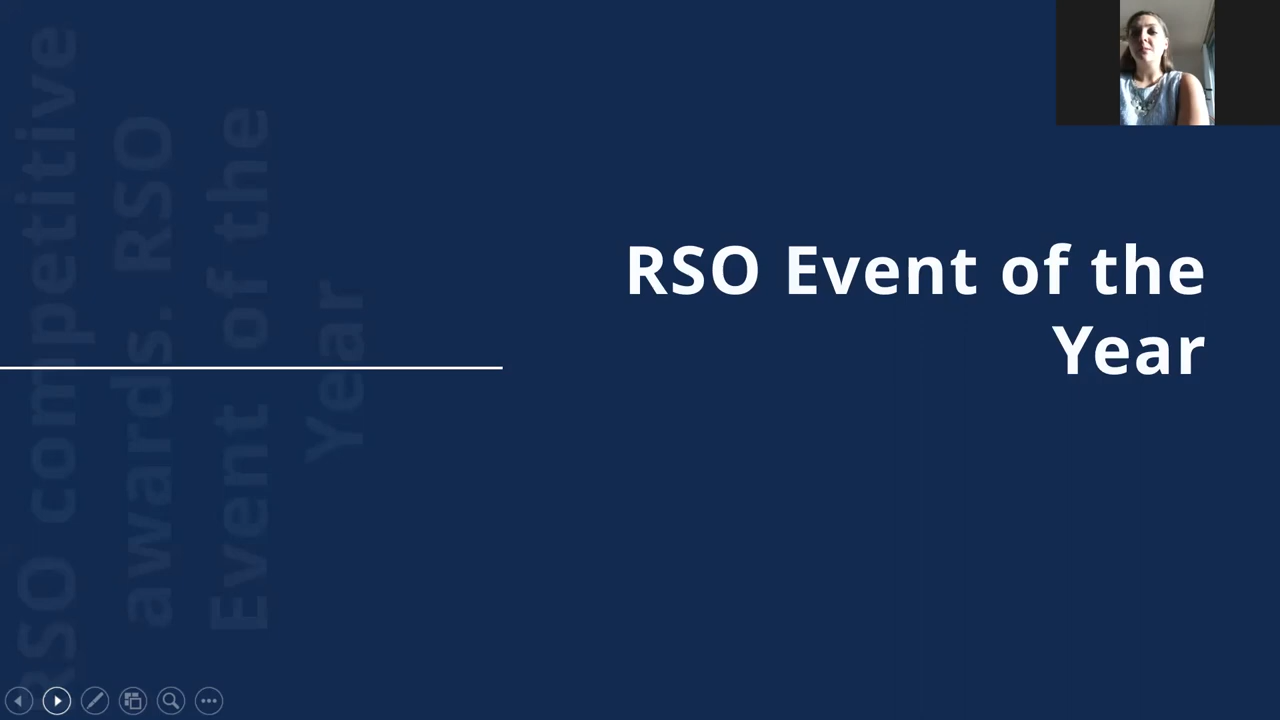 RSO competitive
awards. RSO
Event of the
Year
RSO Event of the
Year